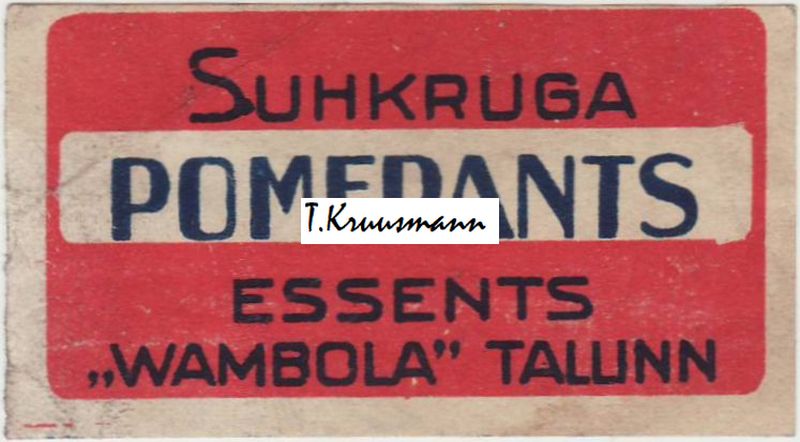 SUHKRUGA
POMERANTS
T.Kruusmann
ESSENTS
„WAMBOLA” TALLINN